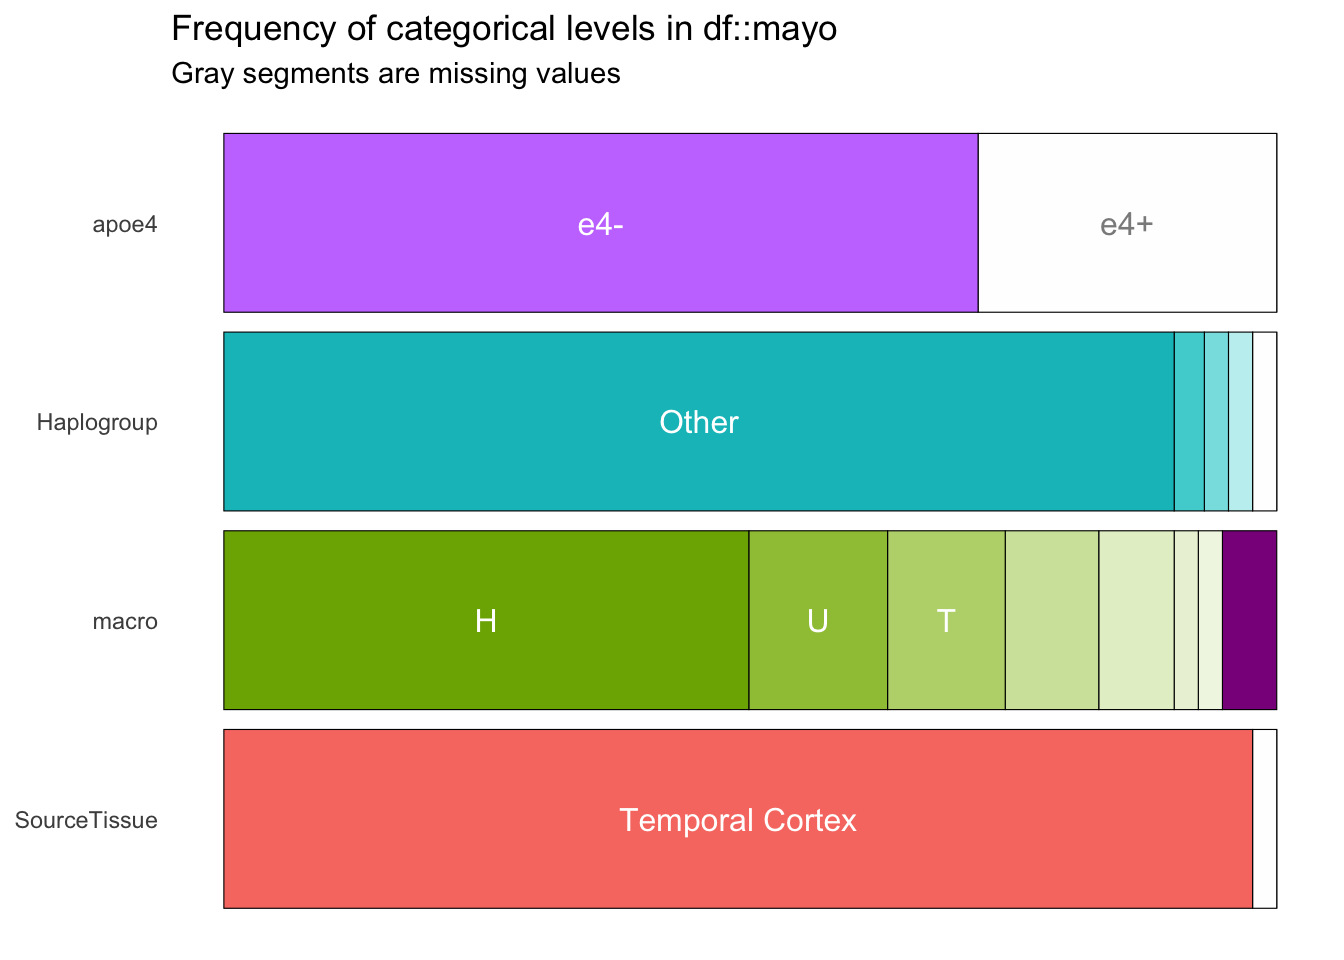 Frequency of categorical levels in df::mayo
Gray segments are missing values
apoe4
e4-
e4+
Haplogroup
Other
macro
H
U
T
SourceTissue
Temporal Cortex